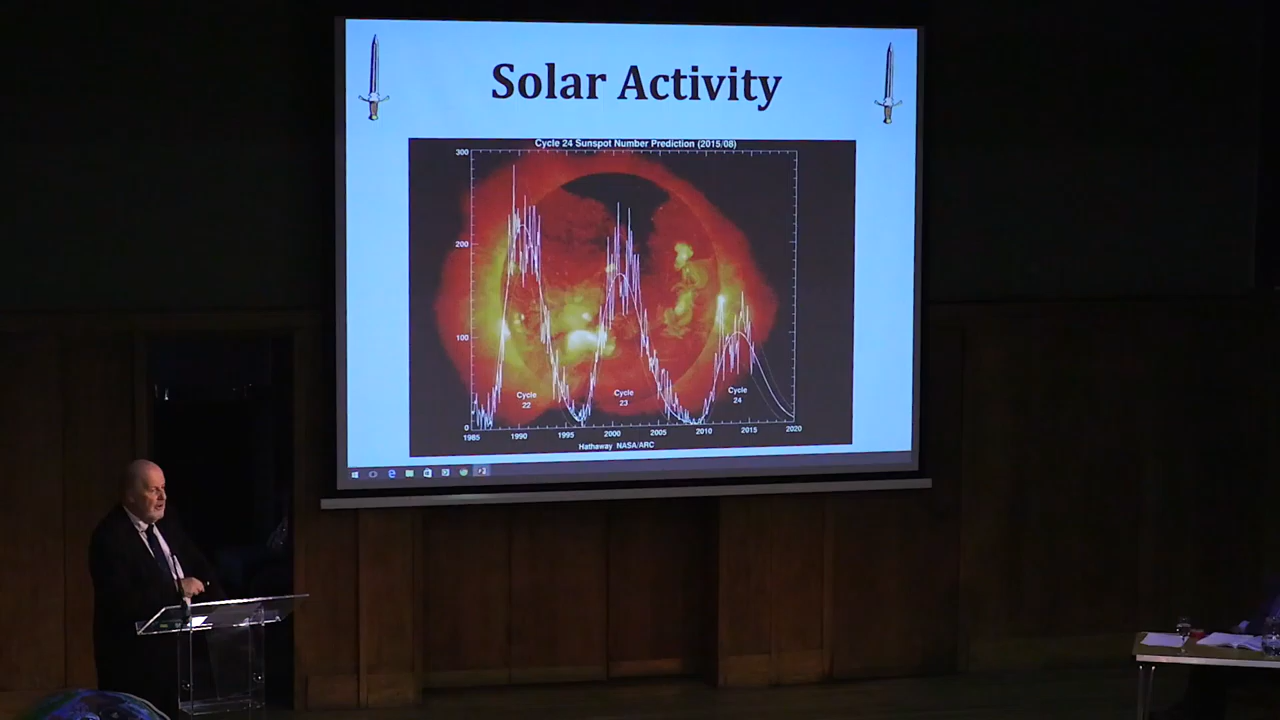 Solar Activity
Cycle 24 Sunspot Number Prediction (2015/08)
300
200
100
0
Cycle
22
Cycle
23
Cycle
24
1985 1990 1995 2000 2005 2010 2015 2020
Hathaway NASA/ARC